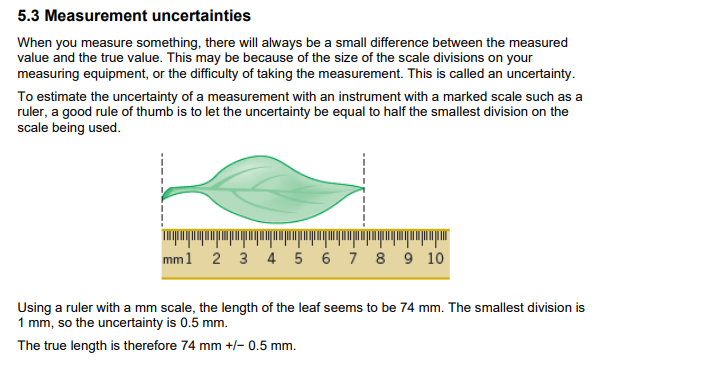 5.3 Measurement uncertainties
When you measure something, there will always be a small difference between the measured
value and the true value. This may be because of the size of the scale divisions on your
measuring equipment, or the difficulty of taking the measurement. This is called an uncertainty.
To estimate the uncertainty of a measurement with an instrument with a marked scale such as a
ruler, a good rule of thumb is to let the uncertainty be equal to half the smallest division on the
scale being used.
mm 1 2 3 4 5 6 7 8 9 10
Using a ruler with a mm scale, the length of the leaf seems to be 74 mm. The smallest division is
1 mm, so the uncertainty is 0.5 mm.
The true length is therefore 74 mm +/− 0.5 mm.